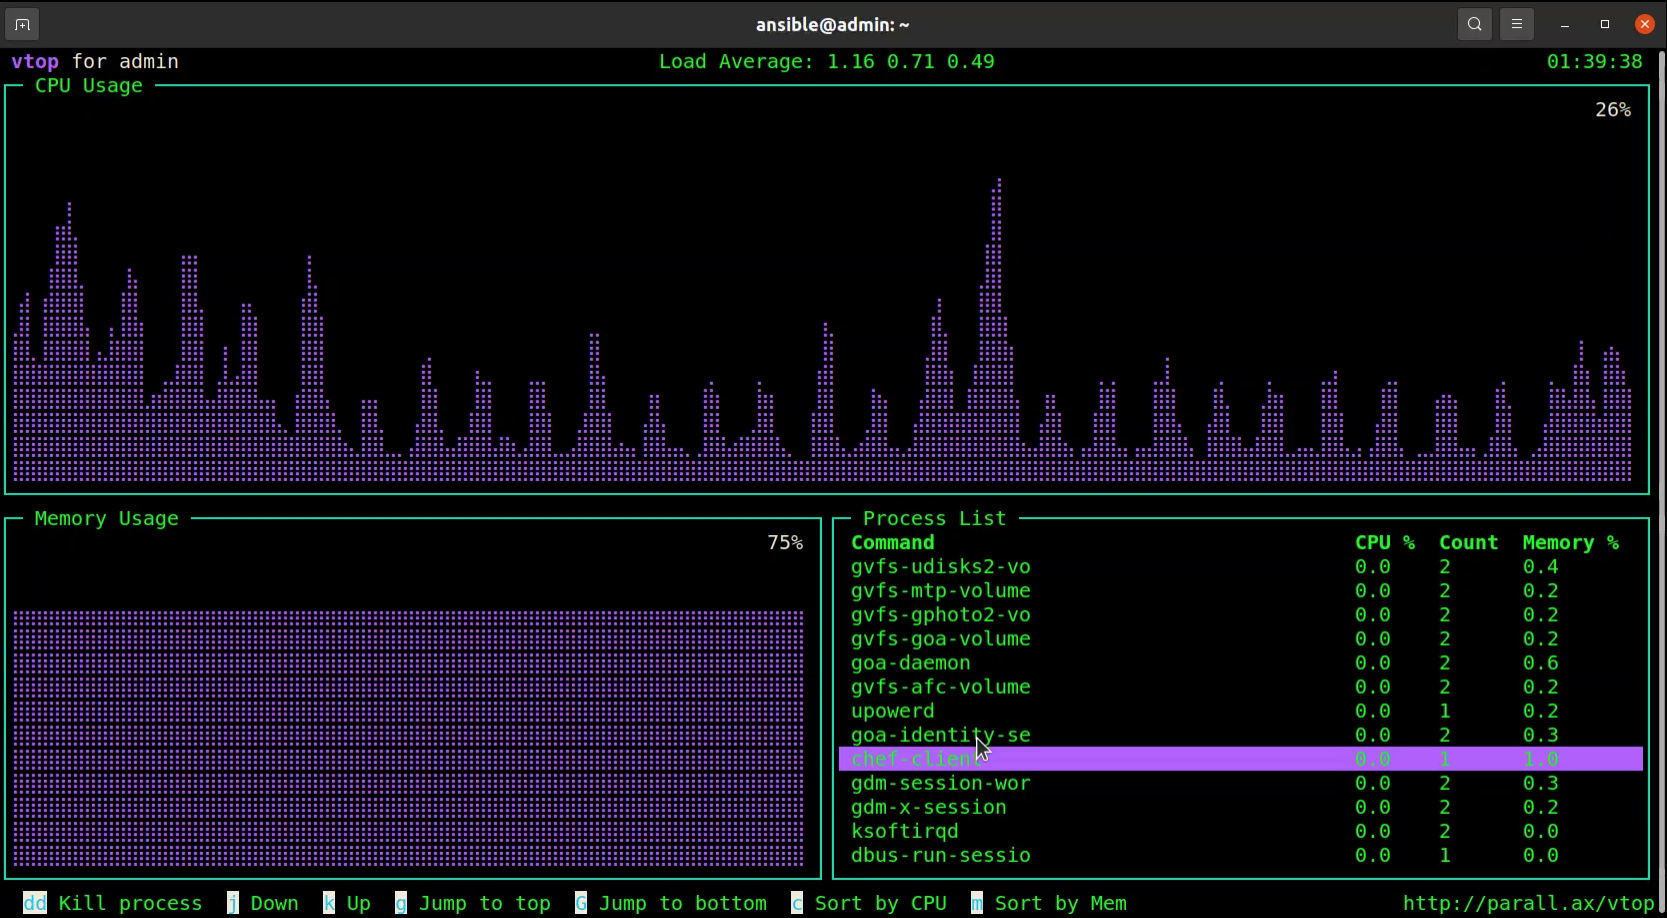 ansible@admin: ~
vtop for admin Load Average: 1.16 0.71 0.49 01:39:38
CPU Usage
26%
Memory Usage
75%
Process List
Command CPU % Count Memory %
gvfs-udisks2-vo 0.0 2 0.4
gvfs-mtp-volume 0.0 2 0.2
gvfs-gphoto2-vo 0.0 2 0.2
gvfs-goa-volume 0.0 2 0.2
goa-daemon 0.0 2 0.6
gvfs-afc-volume 0.0 2 0.2
upowerd 0.0 1 0.2
goa-identity-se 0.0 2 0.3
chef-client 0.0 1 1.0
gdm-session-wor 0.0 2 0.3
gdm-x-session 0.0 2 0.2
ksoftirqd 0.0 2 0.0
dbus-run-sessio 0.0 1 0.0
dd Kill process j Down k Up g Jump to top G Jump to bottom c Sort by CPU m Sort by Mem http://parall.ax/vtop